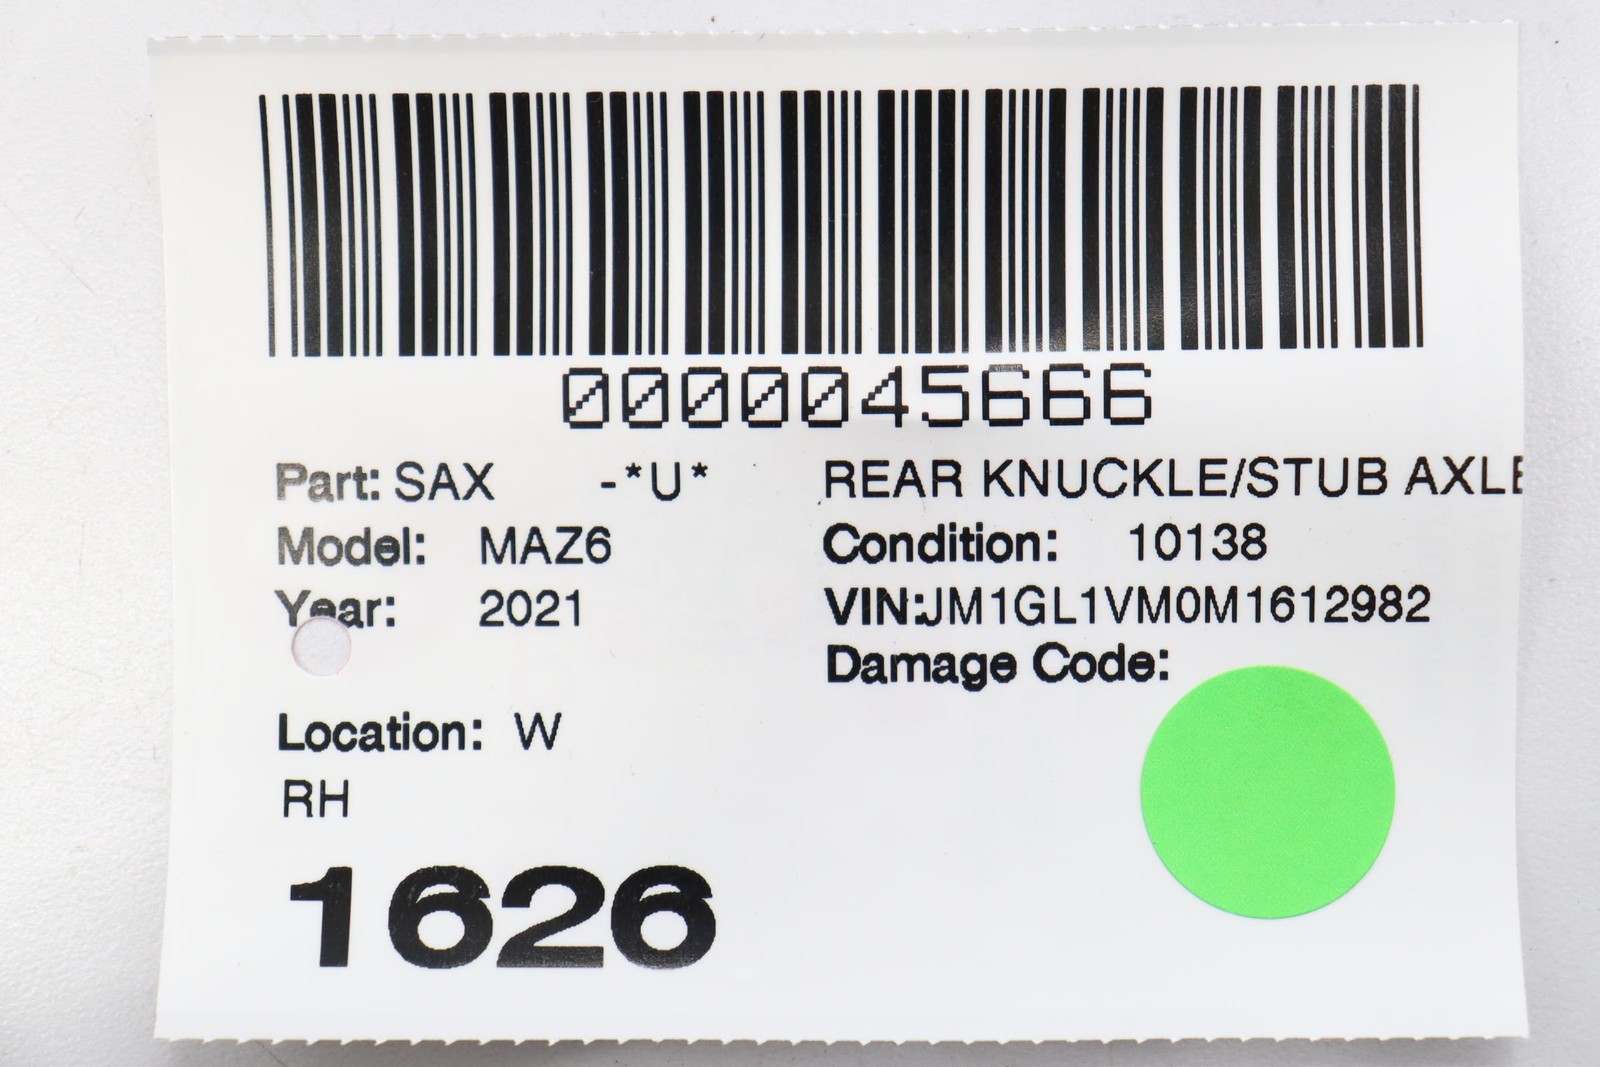 0000045666
Part: SAX -*U* REAR KNUCKLE/STUB AXLE
Model: MAZ6 Condition: 10138
Year: 2021 VIN:JM1GL1VM0M1612982
Damage Code:
Location: W
RH
1626